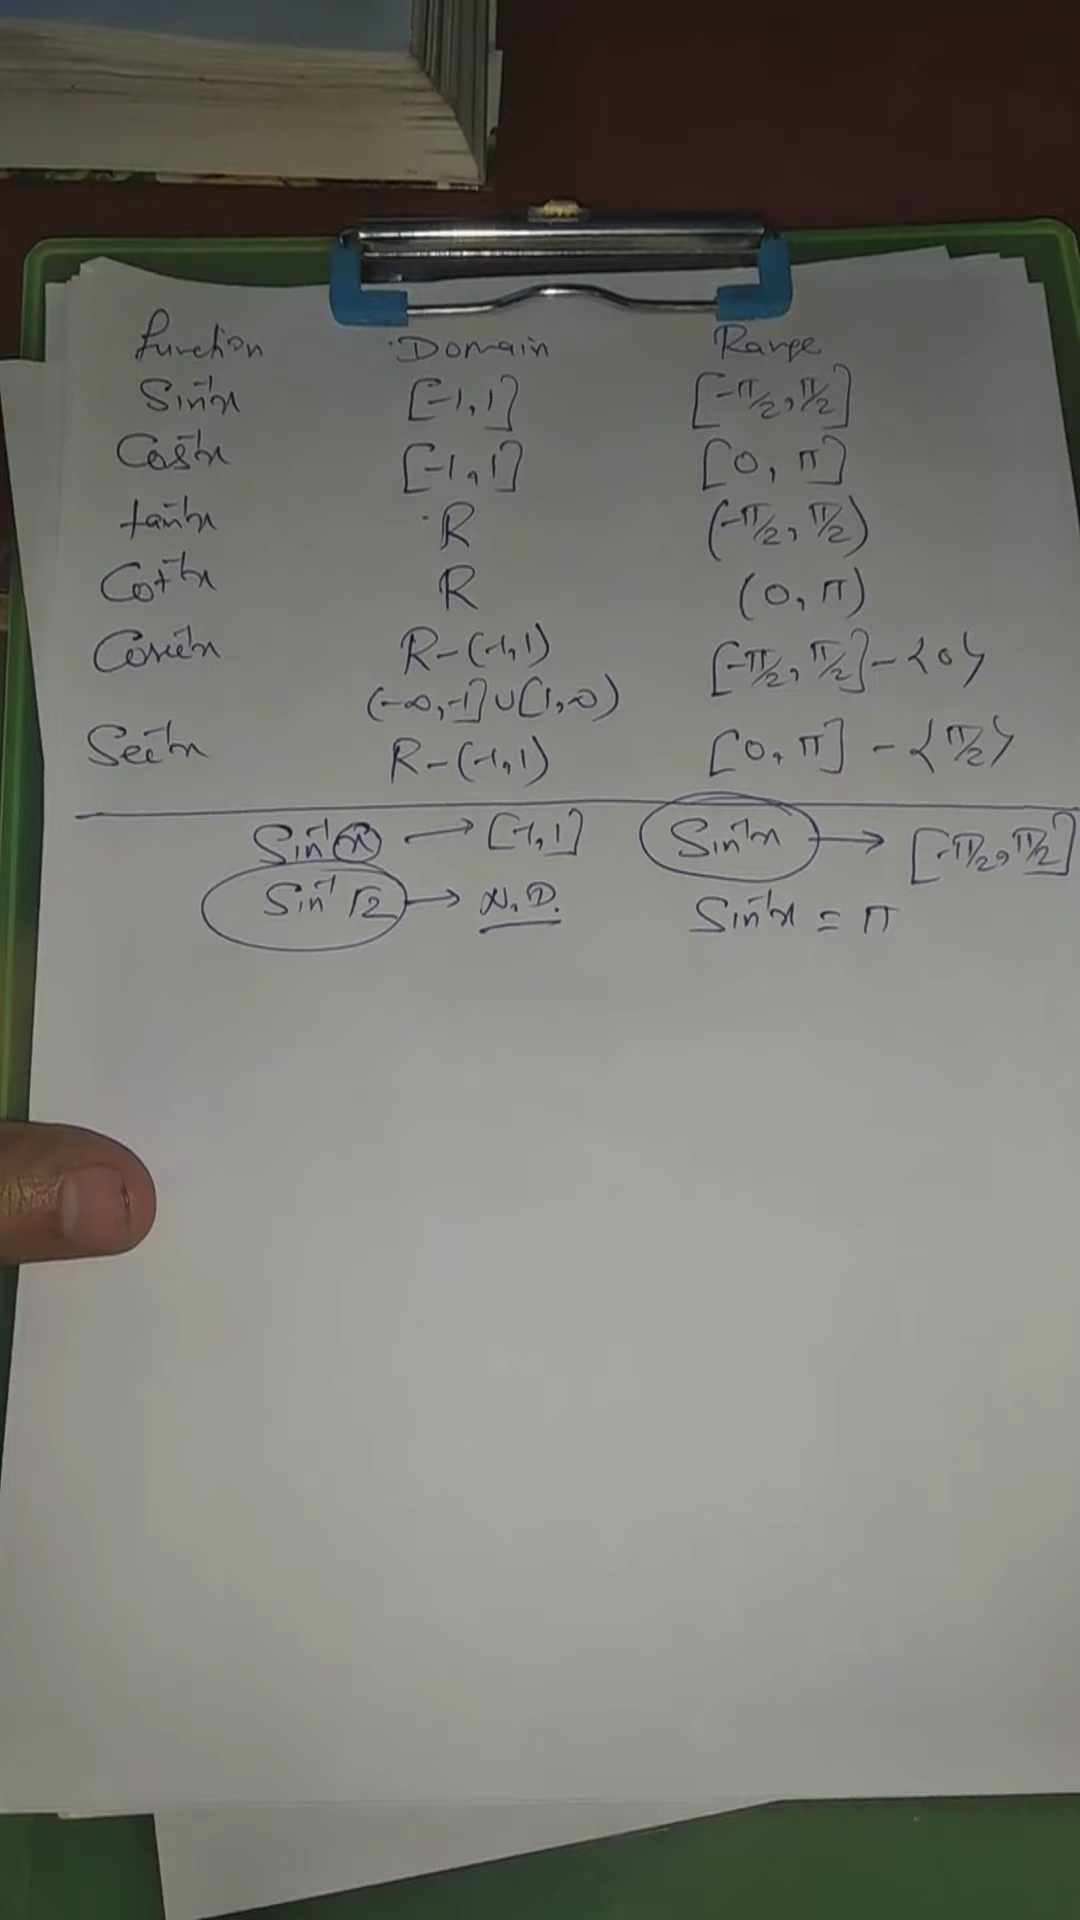 function Domain Range
Sin⁻¹x [-1,1] [-π/2, π/2]
Cos⁻¹x [-1,1] [0, π]
tan⁻¹x R (-π/2, π/2)
Cot⁻¹x R (0, π)
Cosec⁻¹x R-(-1,1) [-π/2, π/2]-{0}
(-∞,-1]∪[1,∞)
Sec⁻¹x R-(-1,1) [0, π] - {π/2}
Sin⁻¹(x) → [-1,1] Sin⁻¹x → [-π/2, π/2]
Sin⁻¹√2 → N.D. Sin⁻¹x = π